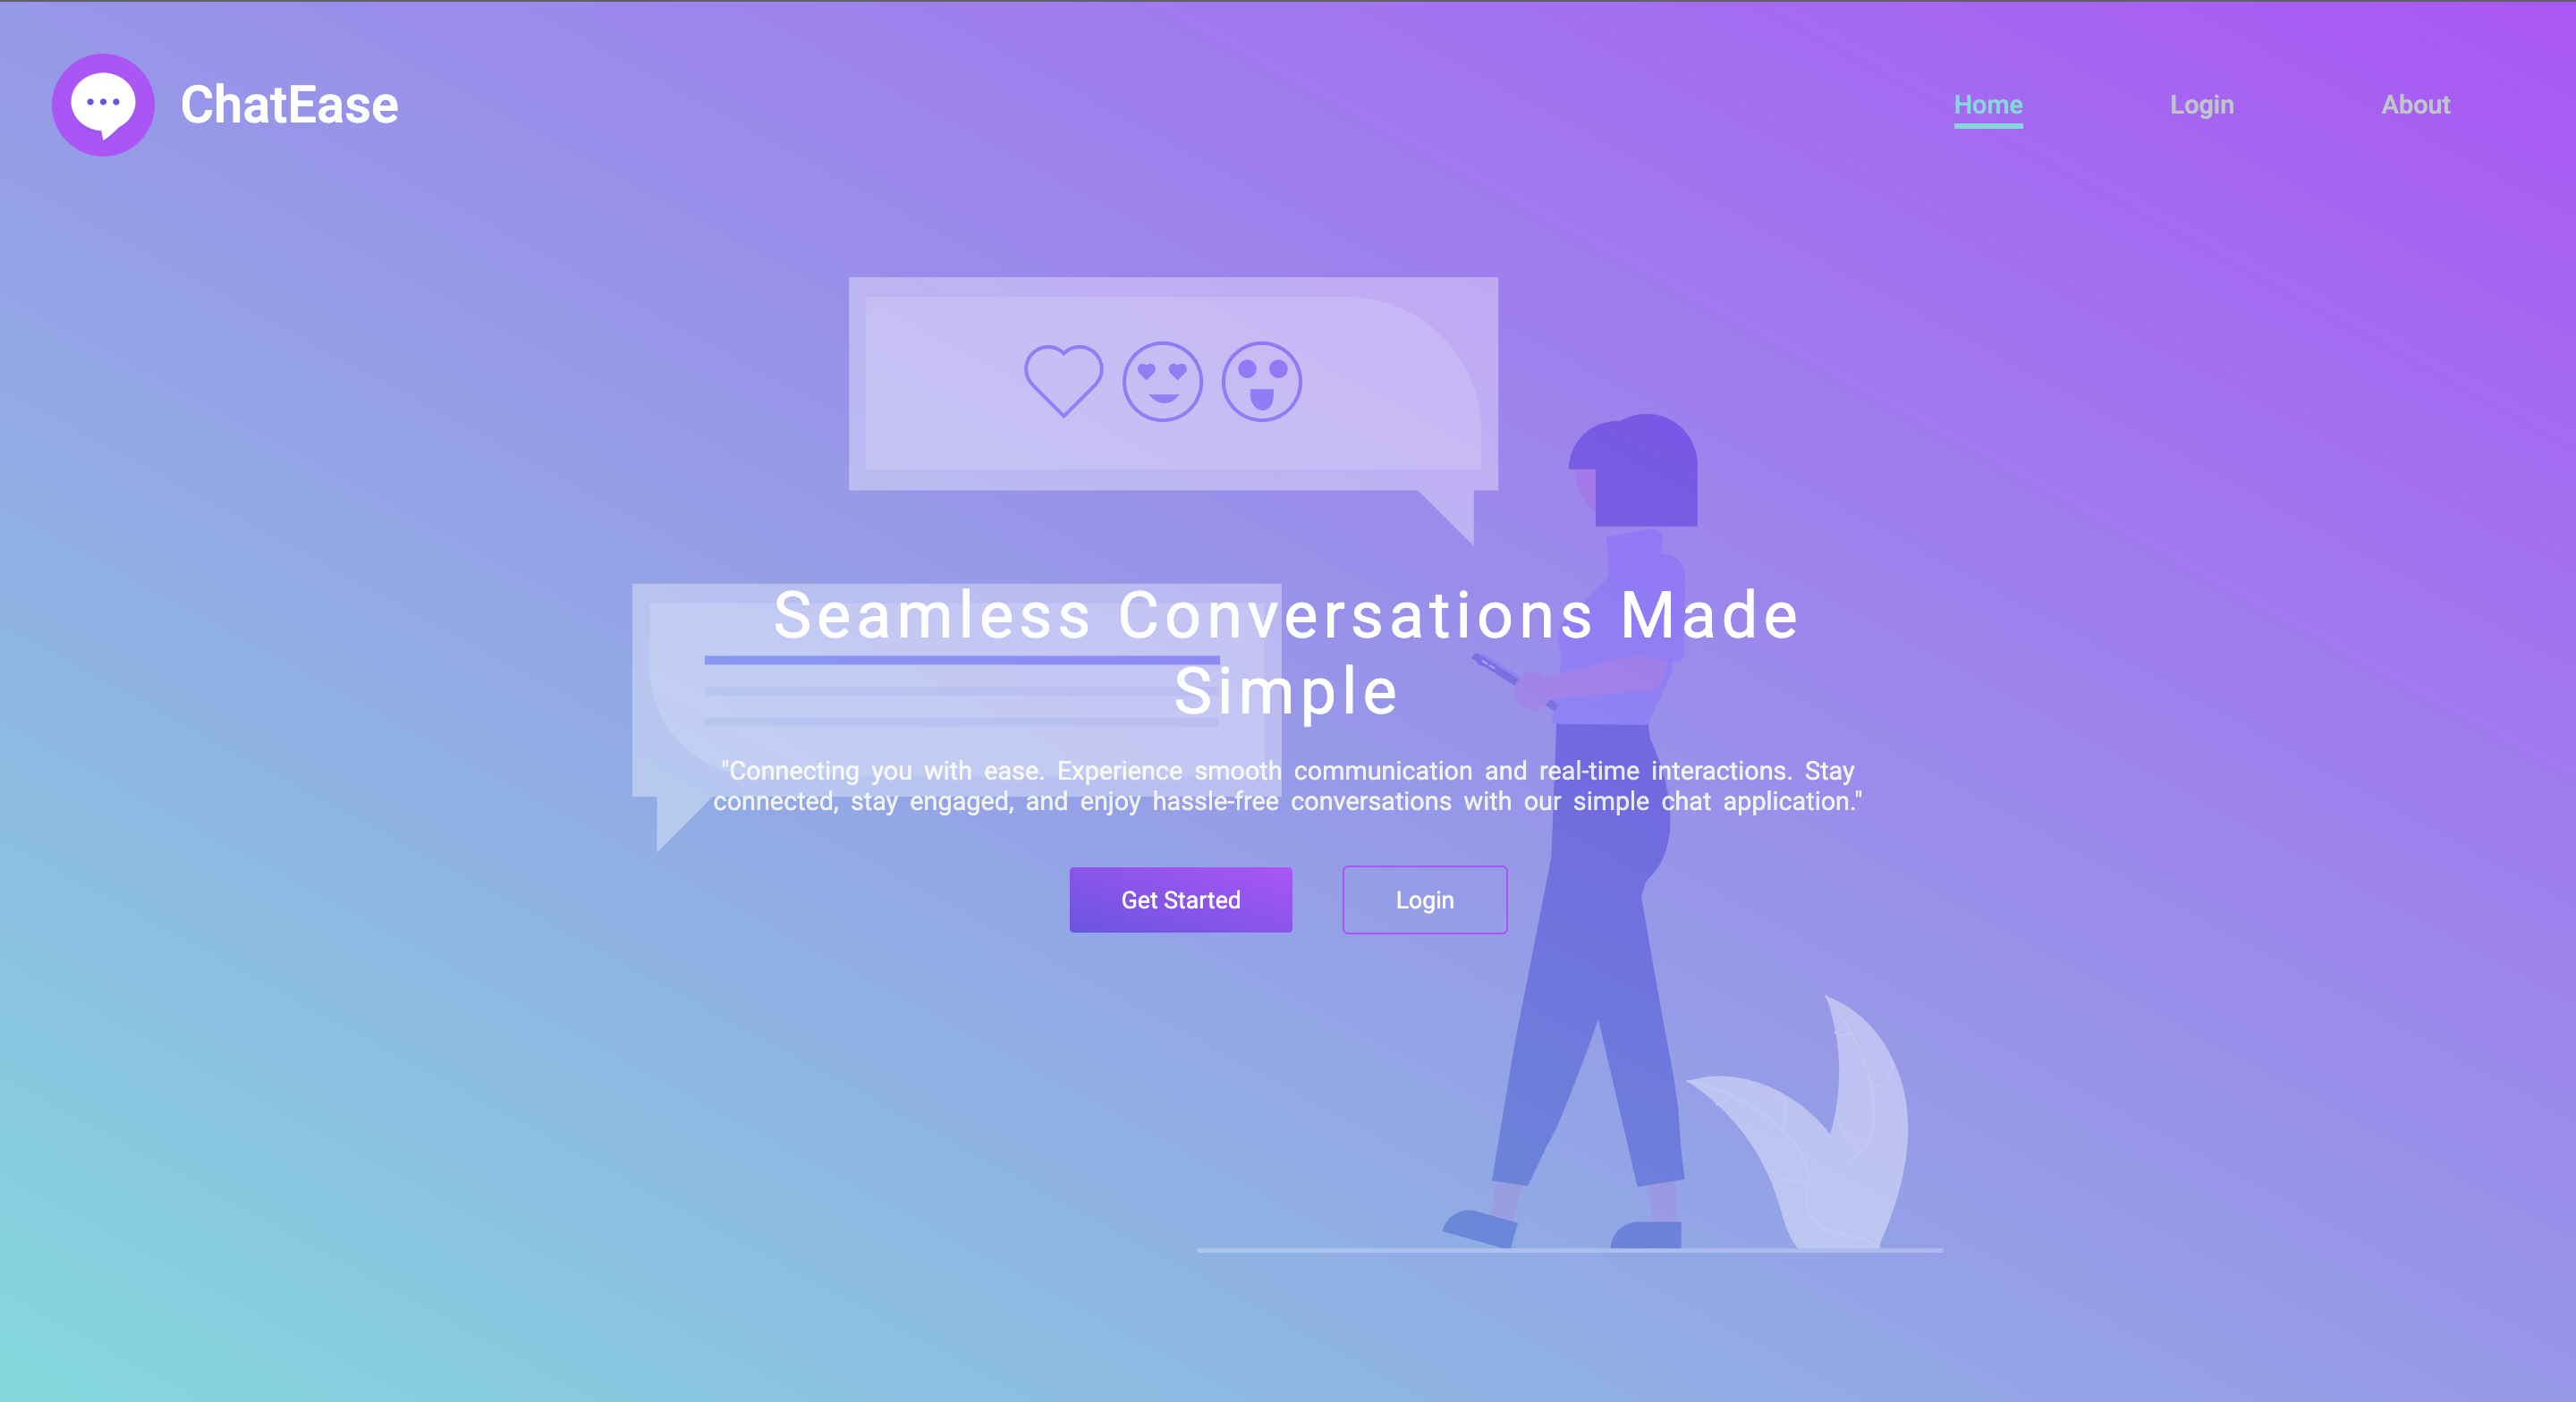 ChatEase
Home
Login
About
Seamless Conversations Made
Simple
"Connecting you with ease. Experience smooth communication and real-time interactions. Stay
connected, stay engaged, and enjoy hassle-free conversations with our simple chat application."
Get Started
Login